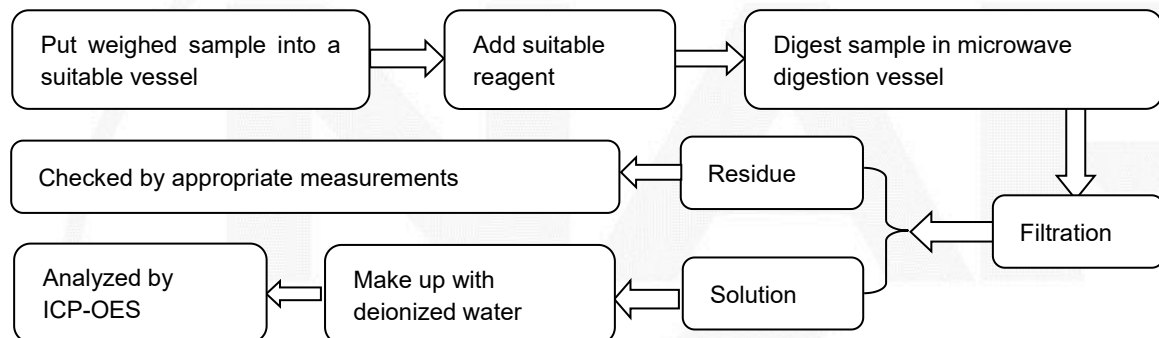 Put weighed sample into a
suitable vessel
Add suitable
reagent
Digest sample in microwave
digestion vessel
Filtration
Residue
Checked by appropriate measurements
Solution
Make up with
deionized water
Analyzed by
ICP-OES